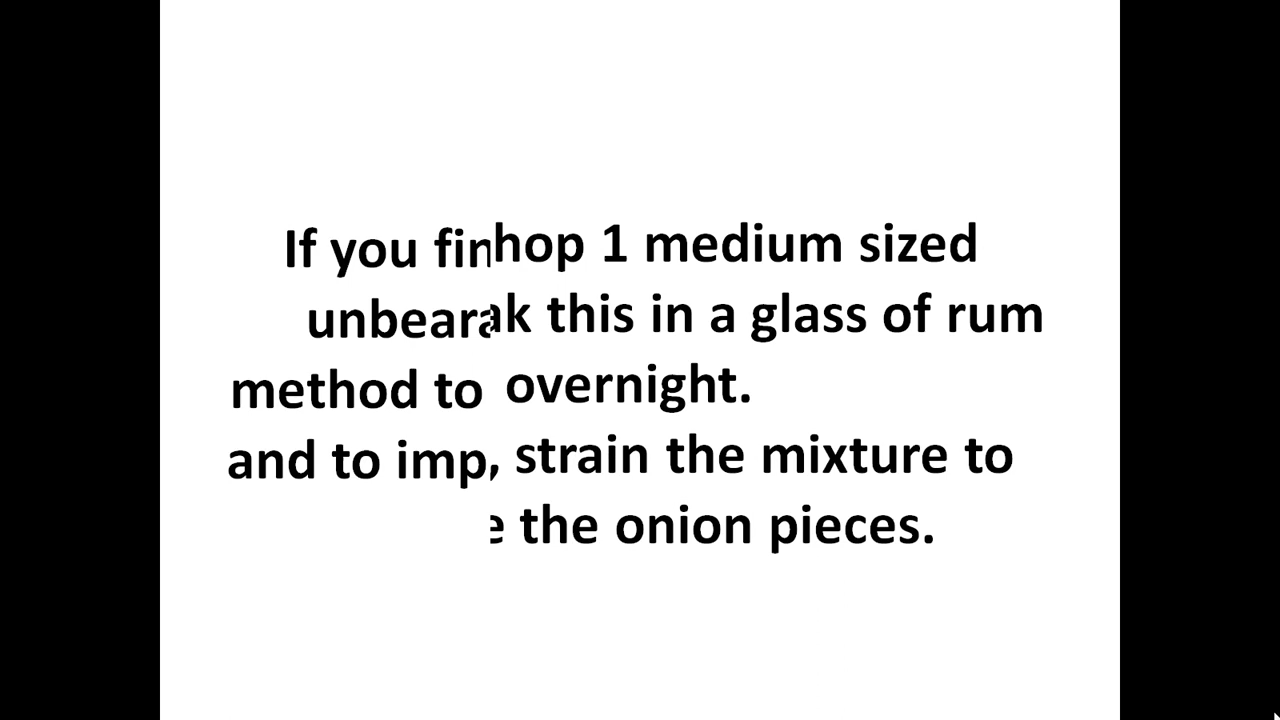 If you fin hop 1 medium sized
unbeara k this in a glass of rum
method to overnight.
and to imp, strain the mixture to
e the onion pieces.